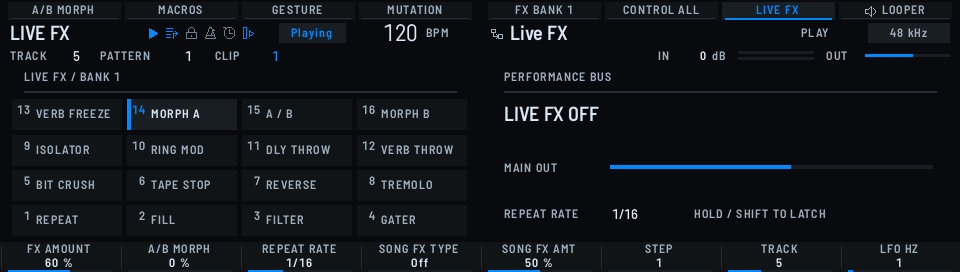 A/B MORPH MACROS GESTURE MUTATION FX BANK 1 CONTROL ALL LIVE FX LOOPER
LIVE FX Playing 120 BPM Live FX PLAY 48 kHz
TRACK 5 PATTERN 1 CLIP 1 IN 0 dB OUT
LIVE FX / BANK 1 PERFORMANCE BUS
13 VERB FREEZE 14 MORPH A 15 A / B 16 MORPH B LIVE FX OFF
9 ISOLATOR 10 RING MOD 11 DLY THROW 12 VERB THROW
MAIN OUT
5 BIT CRUSH 6 TAPE STOP 7 REVERSE 8 TREMOLO
1 REPEAT 2 FILL 3 FILTER 4 GATER REPEAT RATE 1/16 HOLD / SHIFT TO LATCH
FX AMOUNT A/B MORPH REPEAT RATE SONG FX TYPE SONG FX AMT STEP TRACK LFO HZ
60 % 0 % 1/16 Off 50 % 1 5 1